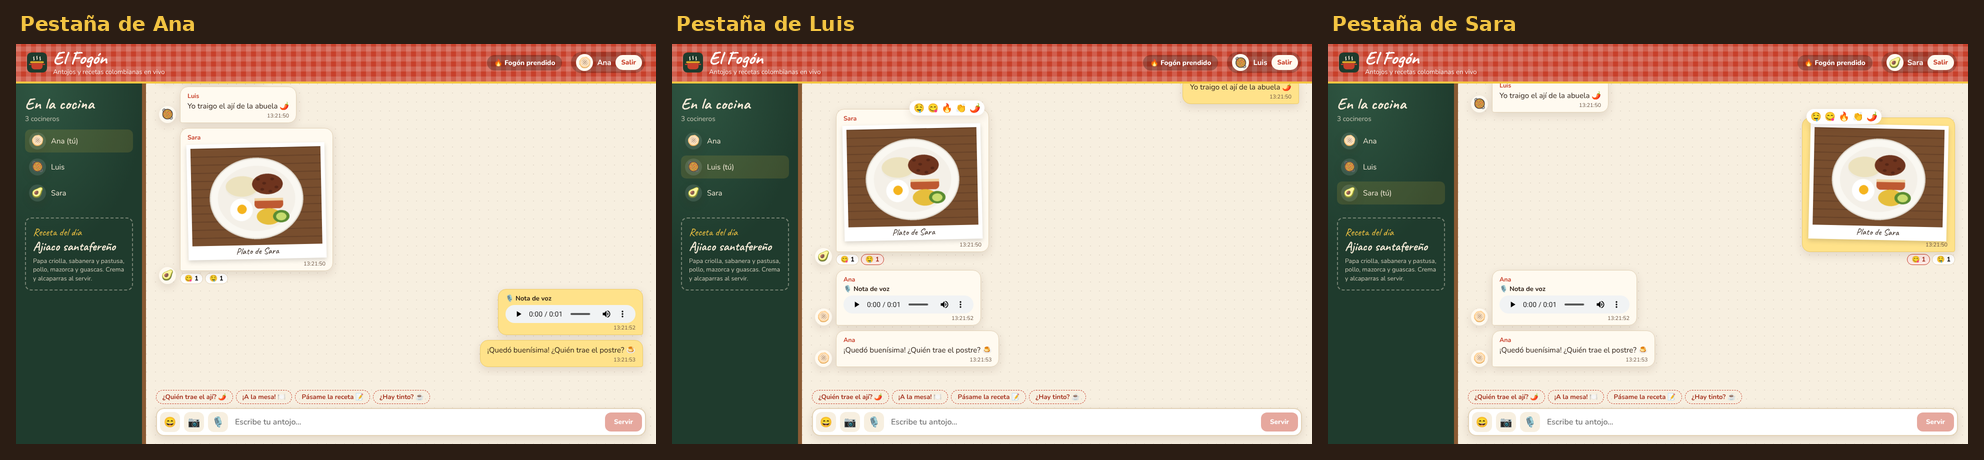 Pestaña de Ana
El Fogón
Antojos y recetas colombianas en vivo
Fogón prendido
Ana
Salir
En la cocina
3 cocineros
Ana (tú)
Luis
Sara
Receta del día
Ajiaco santafereño
Papa criolla, sabanera y pastusa,
pollo, mazorca y guascas. Crema
y alcaparras al servir.
Luis
Yo traigo el ají de la abuela 🌶️
13:21:50
Sara
Plato de Sara
13:21:50
😋 1 🤤 1
🎙️ Nota de voz
0:00 / 0:01
13:21:52
¡Quedó buenísima! ¿Quién trae el postre? 🍮
13:21:53
¿Quién trae el ají? 🌶️
¡A la mesa! 🍽️
Pásame la receta 📝
¿Hay tinto? ☕
Escribe tu antojo...
Servir
Pestaña de Luis
El Fogón
Antojos y recetas colombianas en vivo
Fogón prendido
Luis
Salir
En la cocina
3 cocineros
Ana
Luis (tú)
Sara
Receta del día
Ajiaco santafereño
Papa criolla, sabanera y pastusa,
pollo, mazorca y guascas. Crema
y alcaparras al servir.
Yo traigo el ají de la abuela 🌶️
13:21:50
Sara
Plato de Sara
13:21:50
😋 1 🤤 1
Ana
🎙️ Nota de voz
0:00 / 0:01
13:21:52
Ana
¡Quedó buenísima! ¿Quién trae el postre? 🍮
13:21:53
¿Quién trae el ají? 🌶️
¡A la mesa! 🍽️
Pásame la receta 📝
¿Hay tinto? ☕
Escribe tu antojo...
Servir
Pestaña de Sara
El Fogón
Antojos y recetas colombianas en vivo
Fogón prendido
Sara
Salir
En la cocina
3 cocineros
Ana
Luis
Sara (tú)
Receta del día
Ajiaco santafereño
Papa criolla, sabanera y pastusa,
pollo, mazorca y guascas. Crema
y alcaparras al servir.
Luis
Yo traigo el ají de la abuela 🌶️
13:21:50
Plato de Sara
13:21:50
😋 1 🤤 1
Ana
🎙️ Nota de voz
0:00 / 0:01
13:21:52
Ana
¡Quedó buenísima! ¿Quién trae el postre? 🍮
13:21:53
¿Quién trae el ají? 🌶️
¡A la mesa! 🍽️
Pásame la receta 📝
¿Hay tinto? ☕
Escribe tu antojo...
Servir